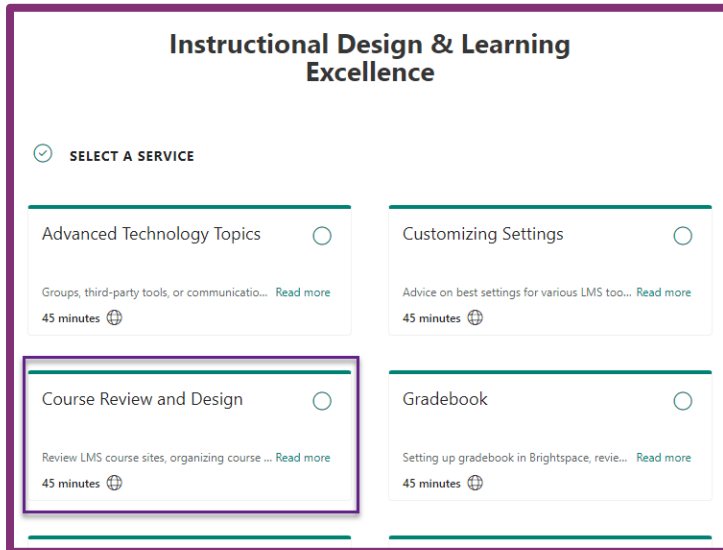 Instructional Design & Learning
Excellence
SELECT A SERVICE
Advanced Technology Topics
Groups, third-party tools, or communicatio... Read more
45 minutes
Customizing Settings
Advice on best settings for various LMS too... Read more
45 minutes
Course Review and Design
Review LMS course sites, organizing course ... Read more
45 minutes
Gradebook
Setting up gradebook in Brightspace, revie... Read more
45 minutes